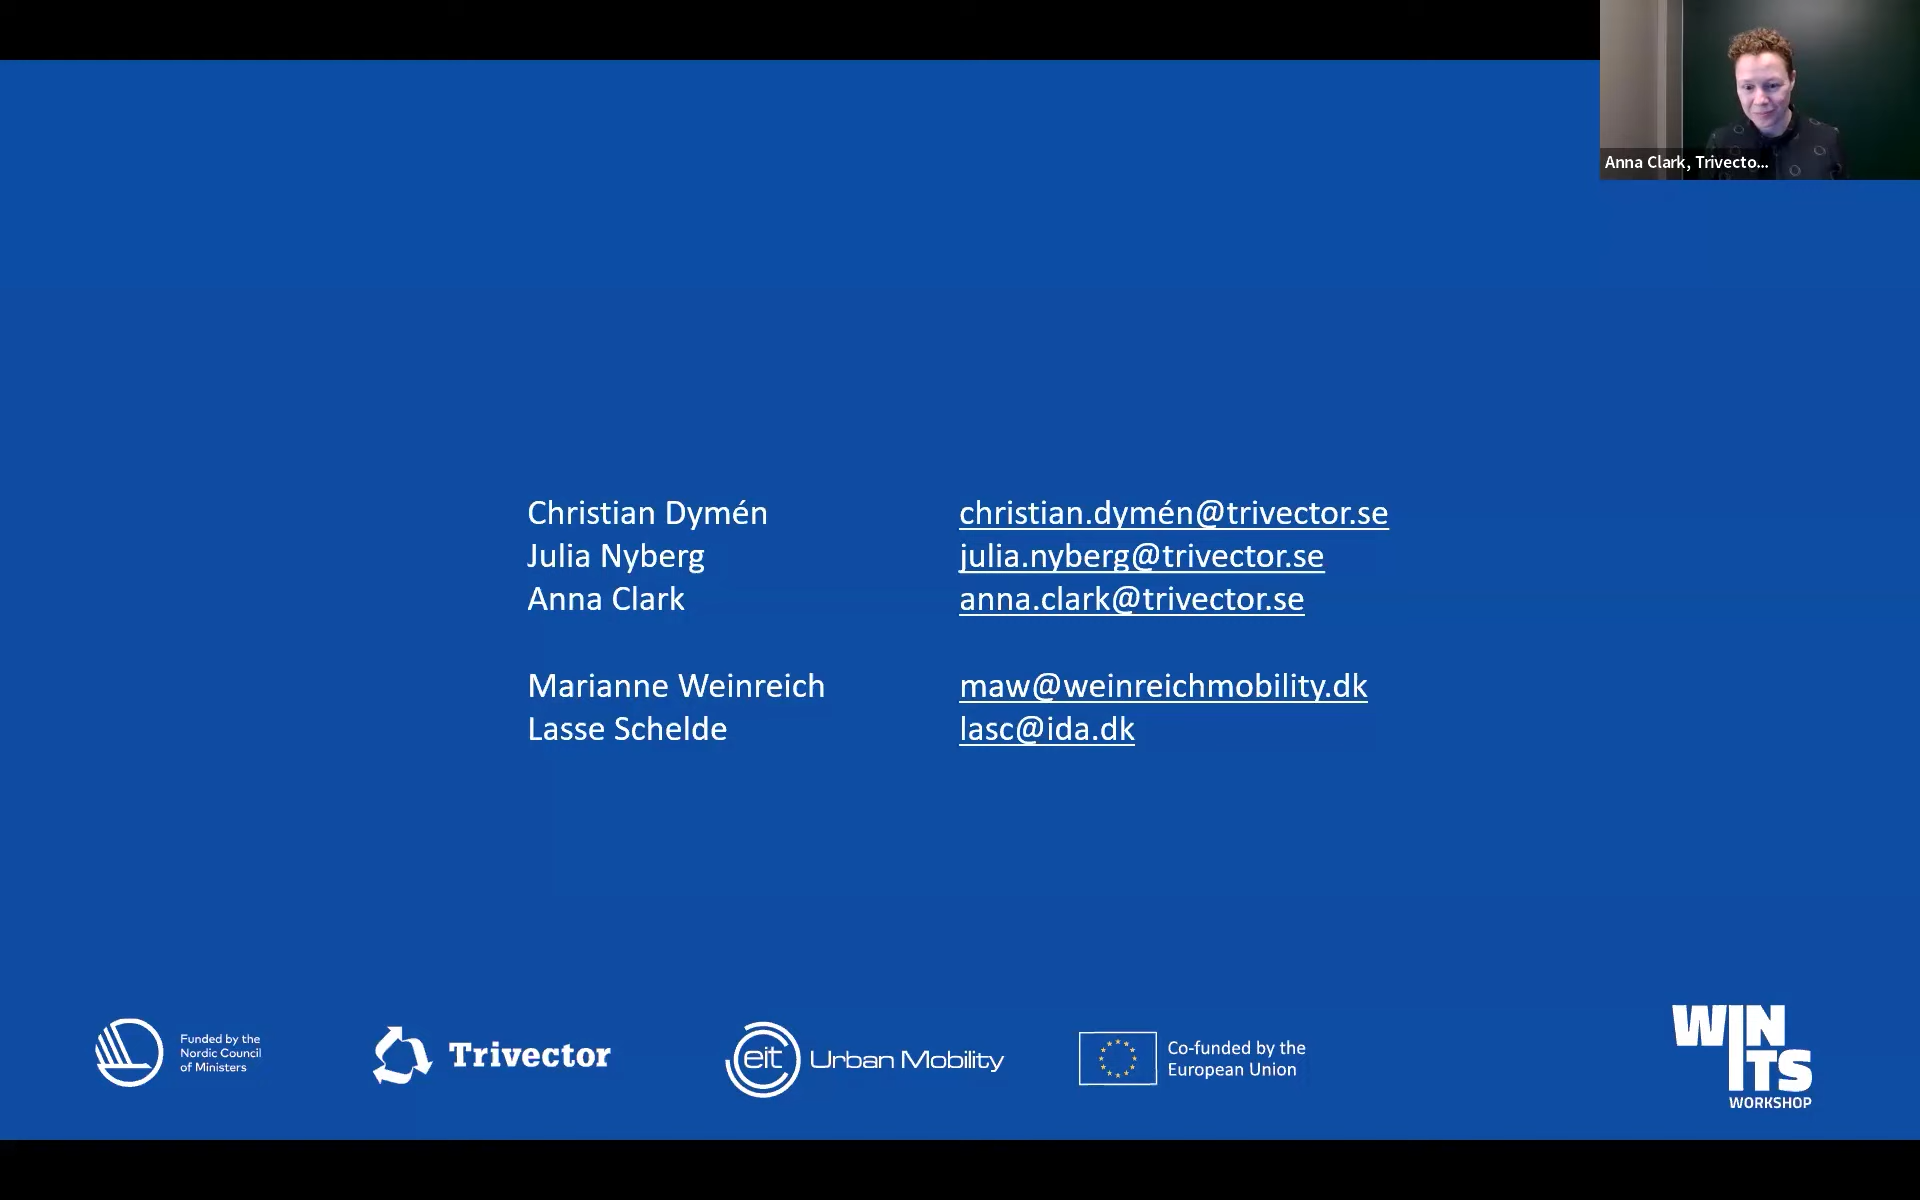 Anna Clark, Trivecto...
Christian Dymén christian.dymén@trivector.se
Julia Nyberg julia.nyberg@trivector.se
Anna Clark anna.clark@trivector.se
Marianne Weinreich maw@weinreichmobility.dk
Lasse Schelde lasc@ida.dk
Funded by the
Nordic Council
of Ministers
Trivector
eit Urban Mobility
Co-funded by the
European Union
WIN
ITS
WORKSHOP